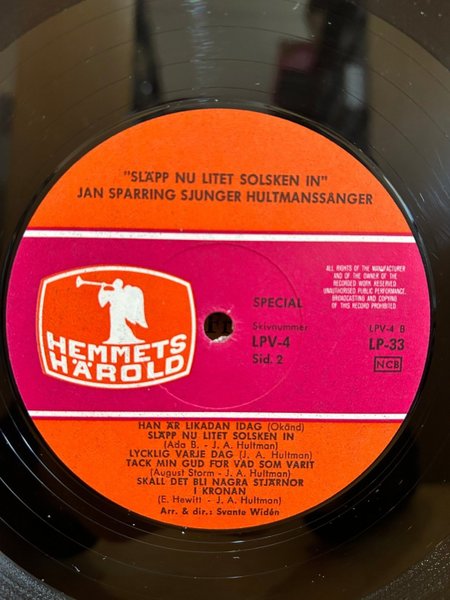 "SLÄPP NU LITET SOLSKEN IN"
JAN SPARRING SJUNGER HULTMANSSÅNGER
ALL RIGHTS OF THE MANUFACTURER
AND OF THE OWNER OF THE
RECORDED WORK RESERVED
UNAUTHORISED PUBLIC PERFORMANCE,
BROADCASTING AND COPYING
OF THIS RECORD PROHIBITED
HEMMETS
HÄROLD
SPECIAL
Skivnummer
LPV-4
Sid. 2
LPV-4 B
LP-33
NCB
HAN ÄR LIKADAN IDAG (Okänd)
SLÄPP NU LITET SOLSKEN IN
(Ada B. - J. A. Hultman)
LYCKLIG VARJE DAG (J. A. Hultman)
TACK MIN GUD FÖR VAD SOM VARIT
(August Storm - J. A. Hultman)
SKALL DET BLI NÅGRA STJÄRNOR
I KRONAN
(E. Hewitt - J. A. Hultman)
Arr. & dir.: Svante Widén